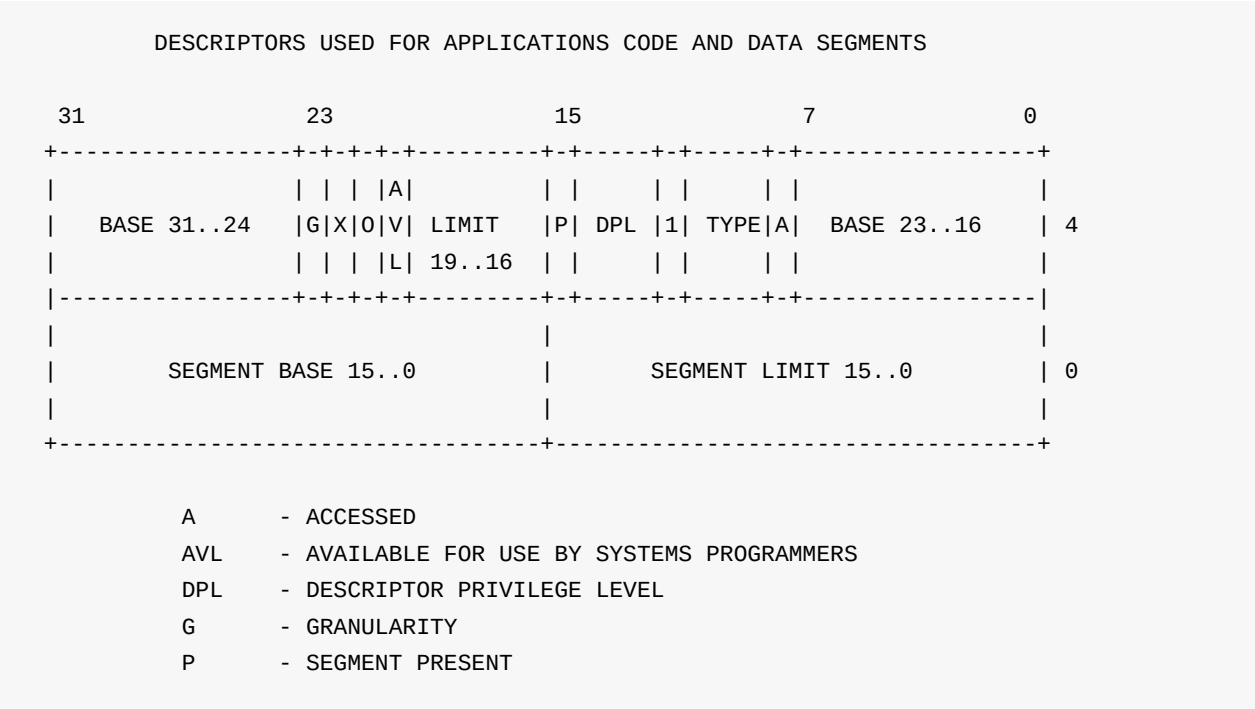 DESCRIPTORS USED FOR APPLICATIONS CODE AND DATA SEGMENTS
31                23                15                7               0
+-----------------+-+-+-+-+---------+-+-----+-+-----+-+-----------------+
|                 | | | |A|         | |     | |     | |                 |
|   BASE 31..24   |G|X|O|V| LIMIT   |P| DPL |1| TYPE|A|  BASE 23..16    | 4
|                 | | | |L| 19..16  | |     | |     | |                 |
|-----------------+-+-+-+-+---------+-+-----+-+-----+-+-----------------|
|                                   |                                   |
|        SEGMENT BASE 15..0         |       SEGMENT LIMIT 15..0         | 0
|                                   |                                   |
+-----------------------------------+-----------------------------------+
A      - ACCESSED
AVL    - AVAILABLE FOR USE BY SYSTEMS PROGRAMMERS
DPL    - DESCRIPTOR PRIVILEGE LEVEL
G      - GRANULARITY
P      - SEGMENT PRESENT